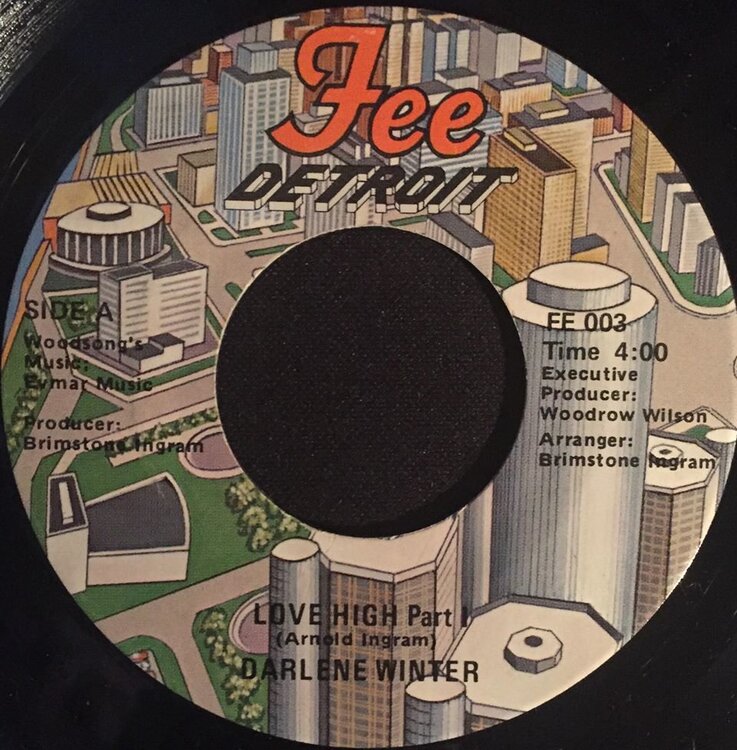 Fee
DETROIT
SIDE A
Woodsong's
Music;
Evmar Music
Producer:
Brimstone Ingram
FE 003
Time 4:00
Executive
Producer:
Woodrow Wilson
Arranger:
Brimstone Ingram
LOVE HIGH Part I
(Arnold Ingram)
DARLENE WINTER